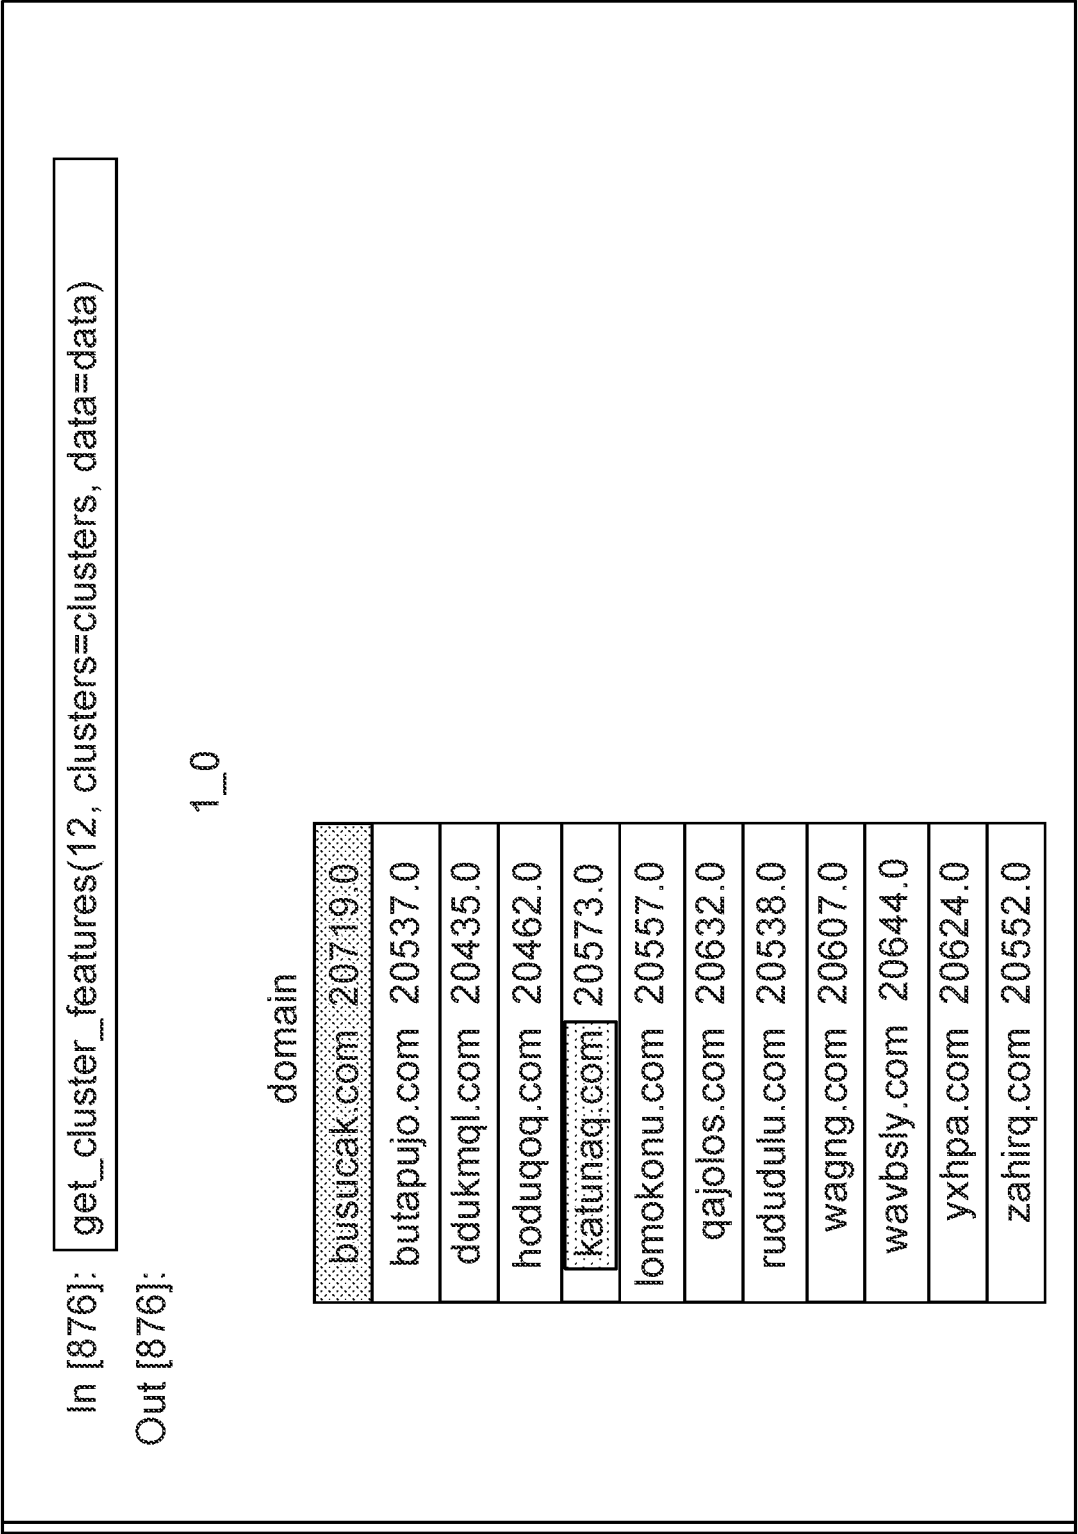 In [876]: get_cluster_features(12, clusters=clusters, data=data)
Out [876]:
1_0
domain
busucak.com 20719.0
butapujo.com 20537.0
ddukmql.com 20435.0
hoduqoq.com 20462.0
katunaq.com 20573.0
lomokonu.com 20557.0
qajolos.com 20632.0
rududulu.com 20538.0
wagng.com 20607.0
wavbsly.com 20644.0
yxhpa.com 20624.0
zahirq.com 20552.0